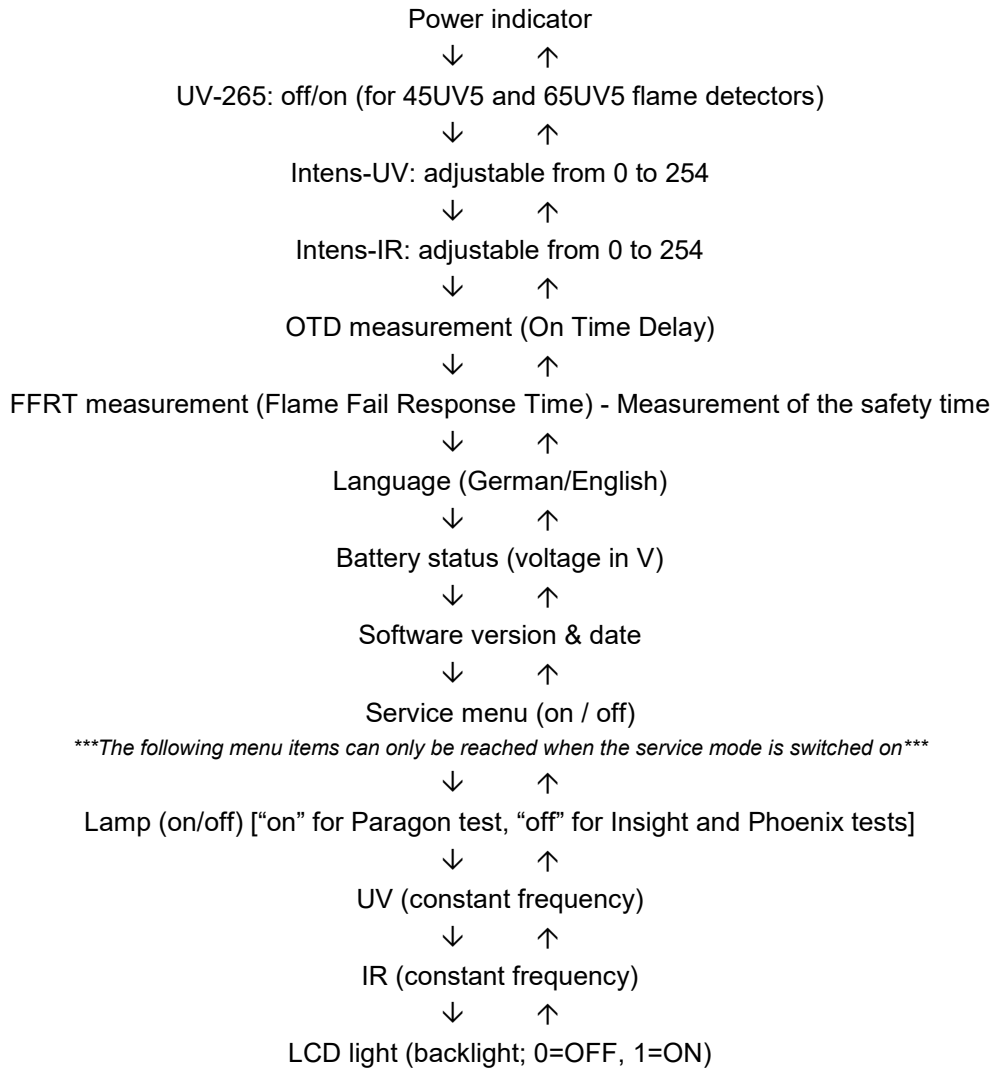 Power indicator
↓ ↑
UV-265: off/on (for 45UV5 and 65UV5 flame detectors)
↓ ↑
Intens-UV: adjustable from 0 to 254
↓ ↑
Intens-IR: adjustable from 0 to 254
↓ ↑
OTD measurement (On Time Delay)
↓ ↑
FFRT measurement (Flame Fail Response Time) - Measurement of the safety time
↓ ↑
Language (German/English)
↓ ↑
Battery status (voltage in V)
↓ ↑
Software version & date
↓ ↑
Service menu (on / off)
***The following menu items can only be reached when the service mode is switched on***
↓ ↑
Lamp (on/off) [“on” for Paragon test, “off” for Insight and Phoenix tests]
↓ ↑
UV (constant frequency)
↓ ↑
IR (constant frequency)
↓ ↑
LCD light (backlight; 0=OFF, 1=ON)